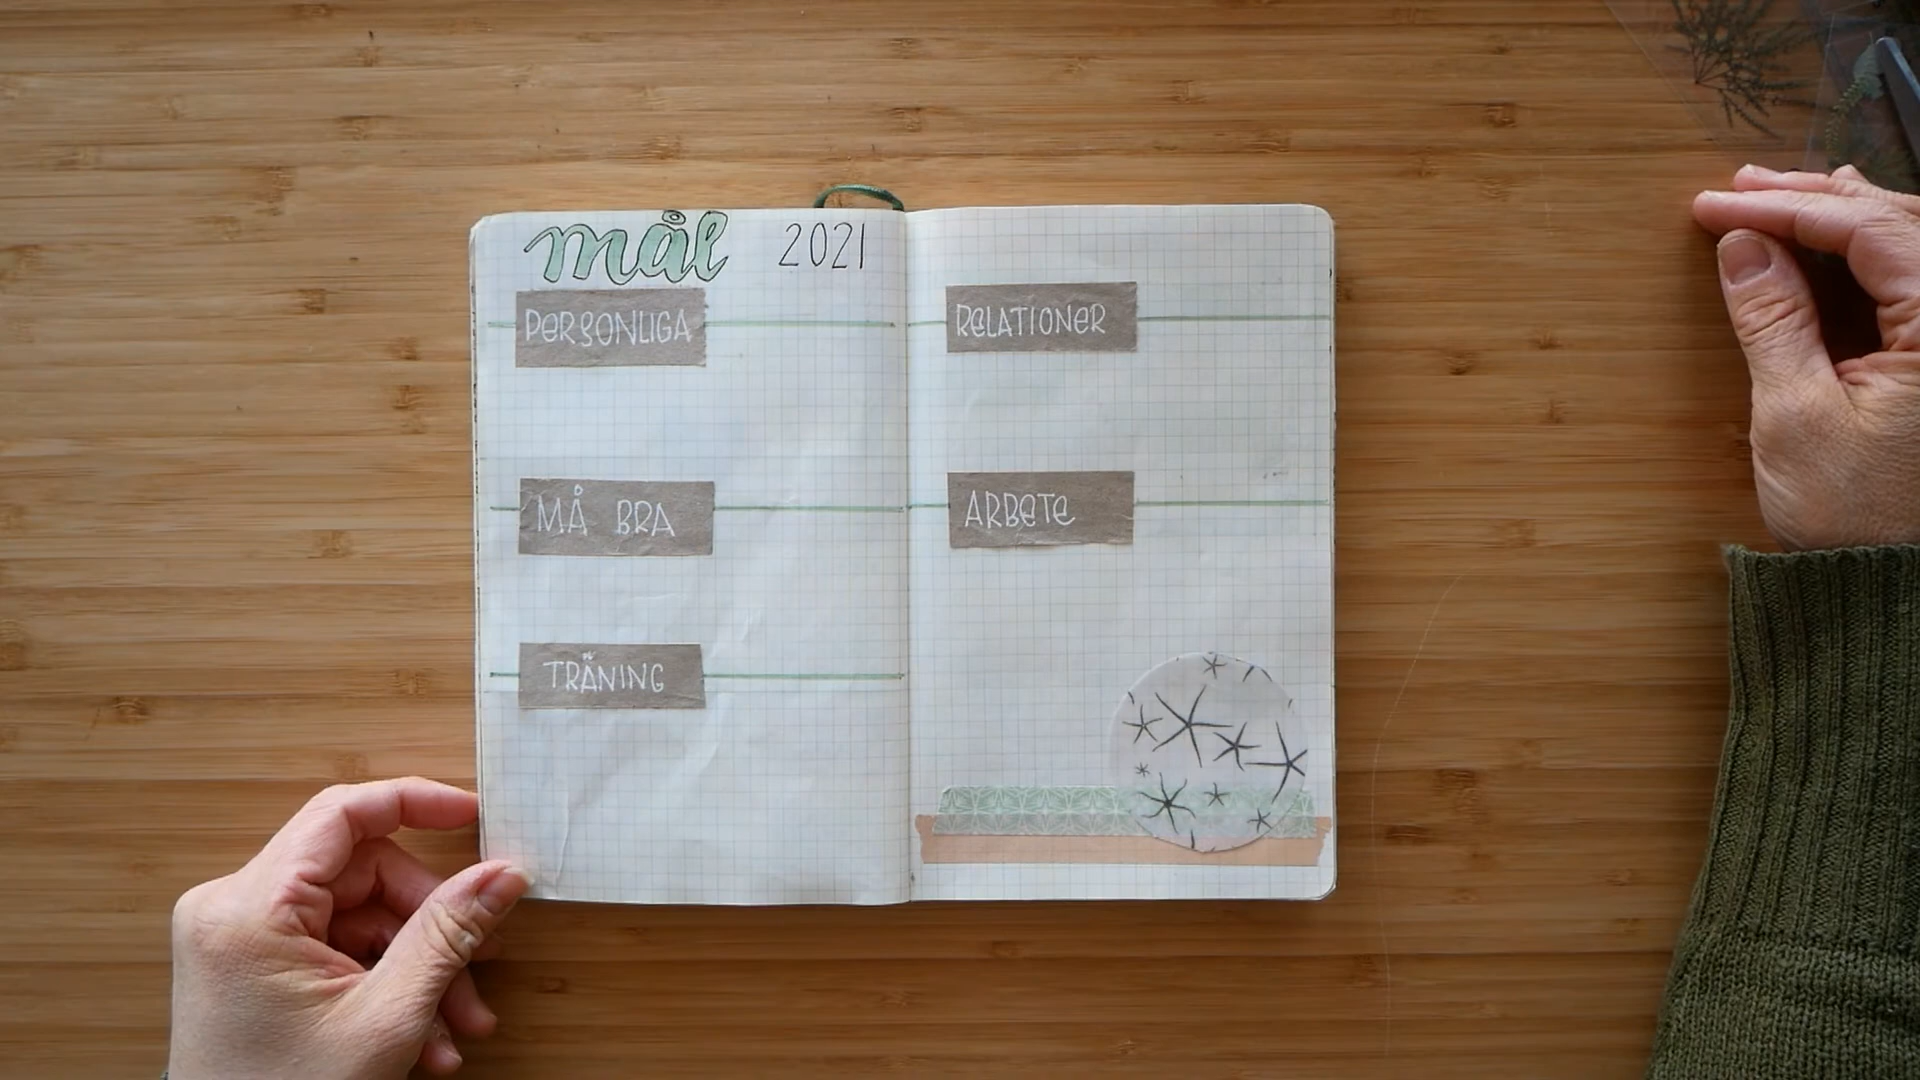 mål 2021
PERSONLIGA
MÅ BRA
TRÄNING
RELATIONER
ARBETE